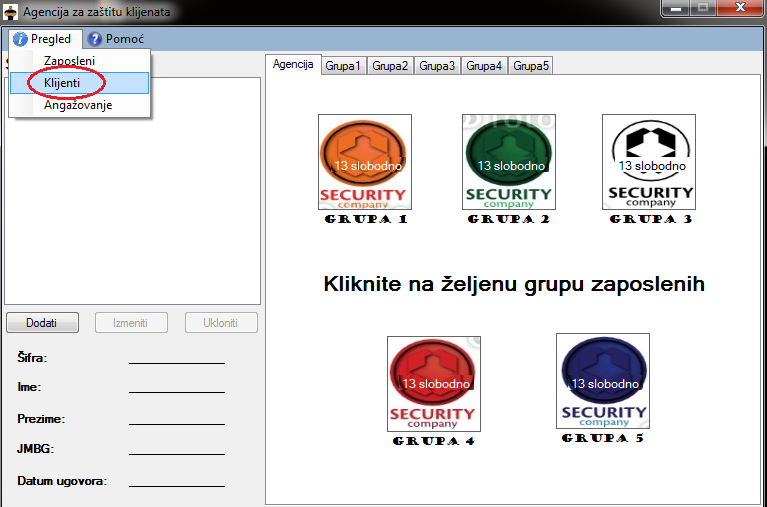 Agencija za zaštitu klijenata
Pregled
Pomoć
Zaposleni
Klijenti
Angažovanje
Agencija
Grupa1
Grupa2
Grupa3
Grupa4
Grupa5
13 slobodno
SECURITY
company
GRUPA 1
13 slobodno
SECURITY
company
GRUPA 2
13 slobodno
SECURITY
company
GRUPA 3
Kliknite na željenu grupu zaposlenih
13 slobodno
SECURITY
company
GRUPA 4
13 slobodno
SECURITY
company
GRUPA 5
Dodati
Izmeniti
Ukloniti
Šifra:
Ime:
Prezime:
JMBG:
Datum ugovora: